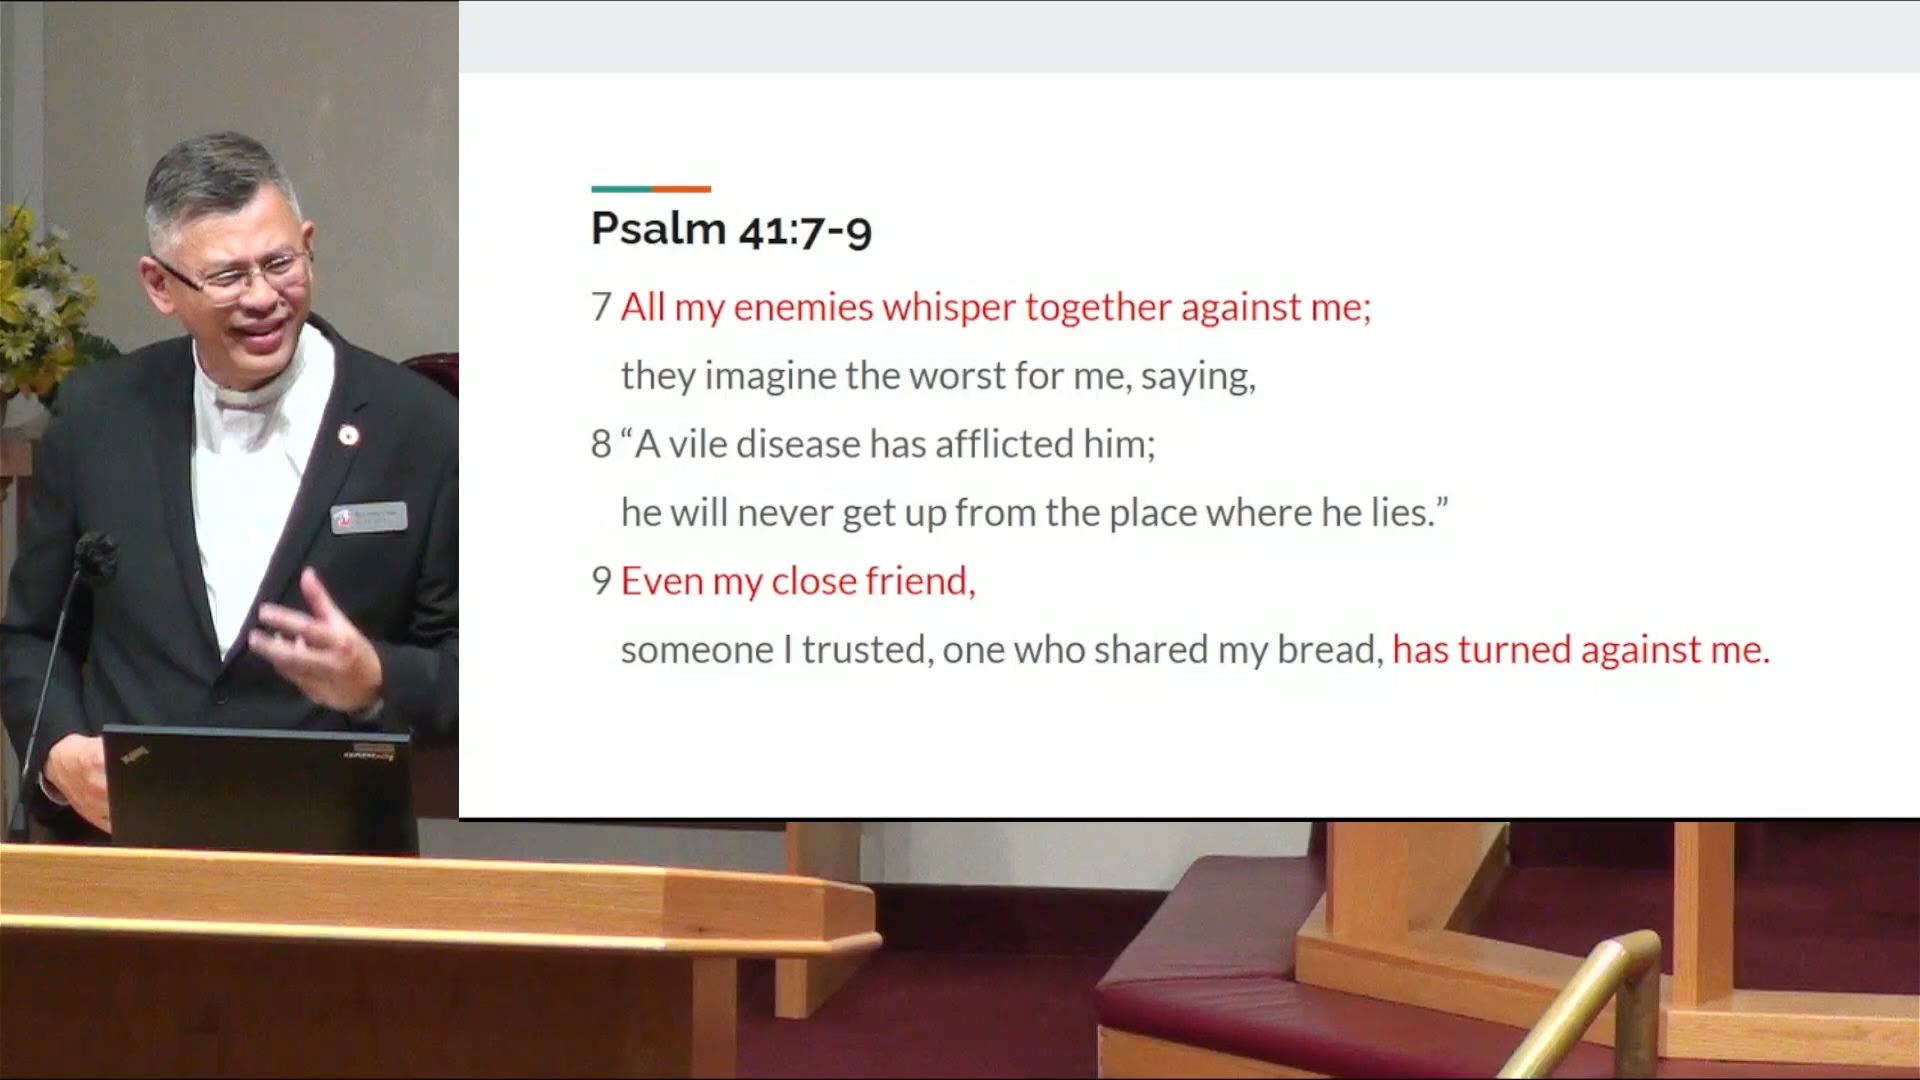 Psalm 41:7-9
7 All my enemies whisper together against me;
they imagine the worst for me, saying,
8 “A vile disease has afflicted him;
he will never get up from the place where he lies.”
9 Even my close friend,
someone I trusted, one who shared my bread, has turned against me.
ThinkPad
lenovo